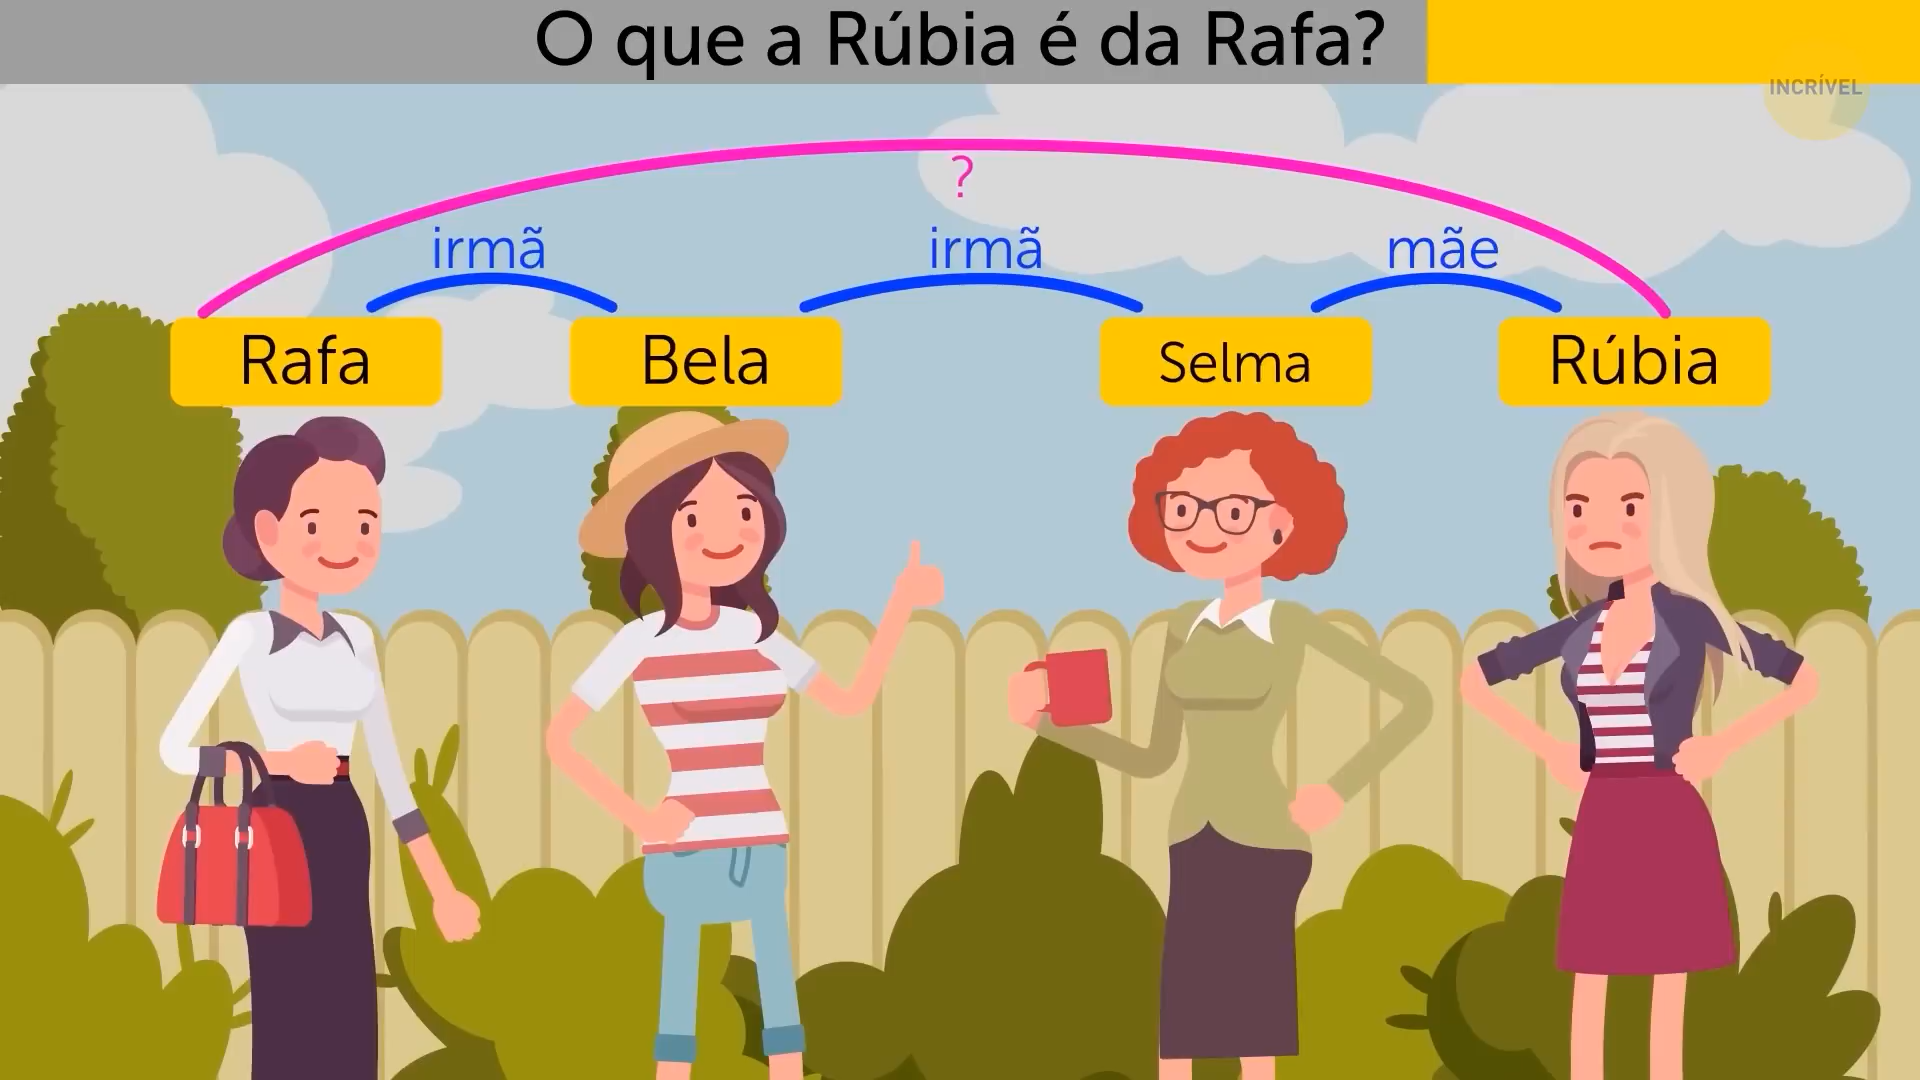 O que a Rúbia é da Rafa?
INCRÍVEL
?
irmã irmã mãe
Rafa Bela Selma Rúbia